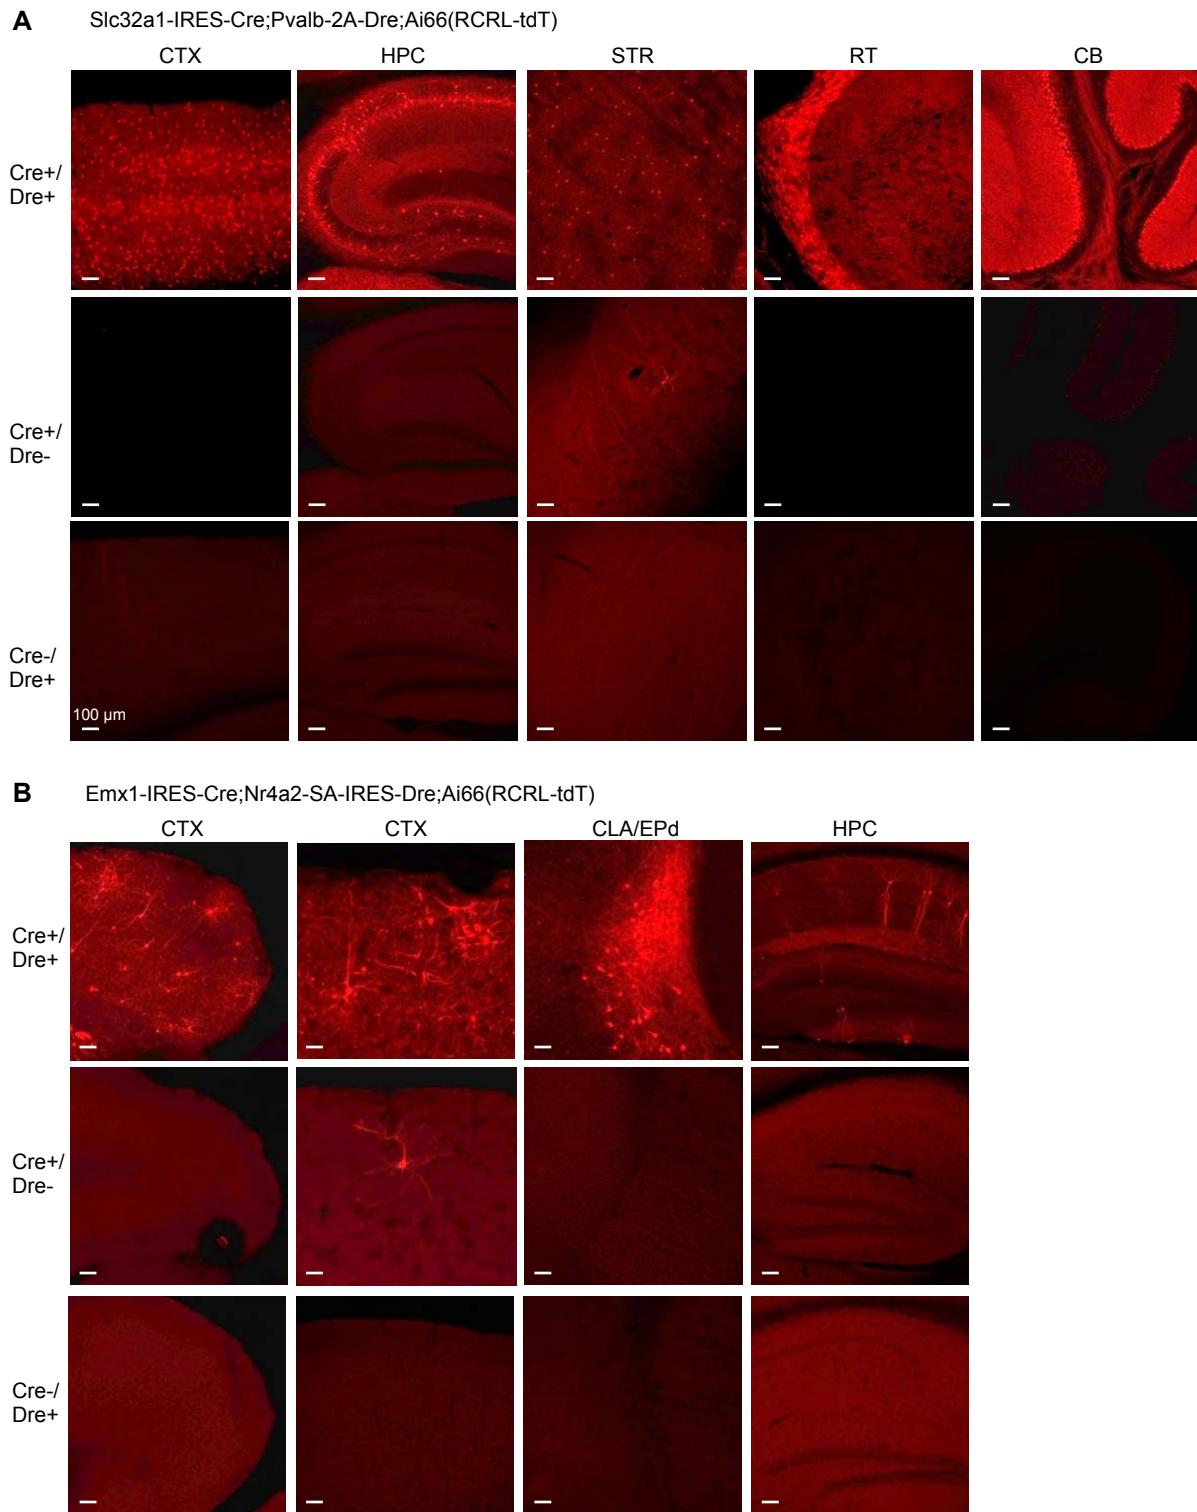 A Slc32a1-IRES-Cre;Pvalb-2A-Dre;Ai66(RCRL-tdT)
CTX HPC STR RT CB
Cre+/
Dre+
Cre+/
Dre-
Cre-/
Dre+
100 µm
B Emx1-IRES-Cre;Nr4a2-SA-IRES-Dre;Ai66(RCRL-tdT)
CTX CTX CLA/EPd HPC
Cre+/
Dre+
Cre+/
Dre-
Cre-/
Dre+